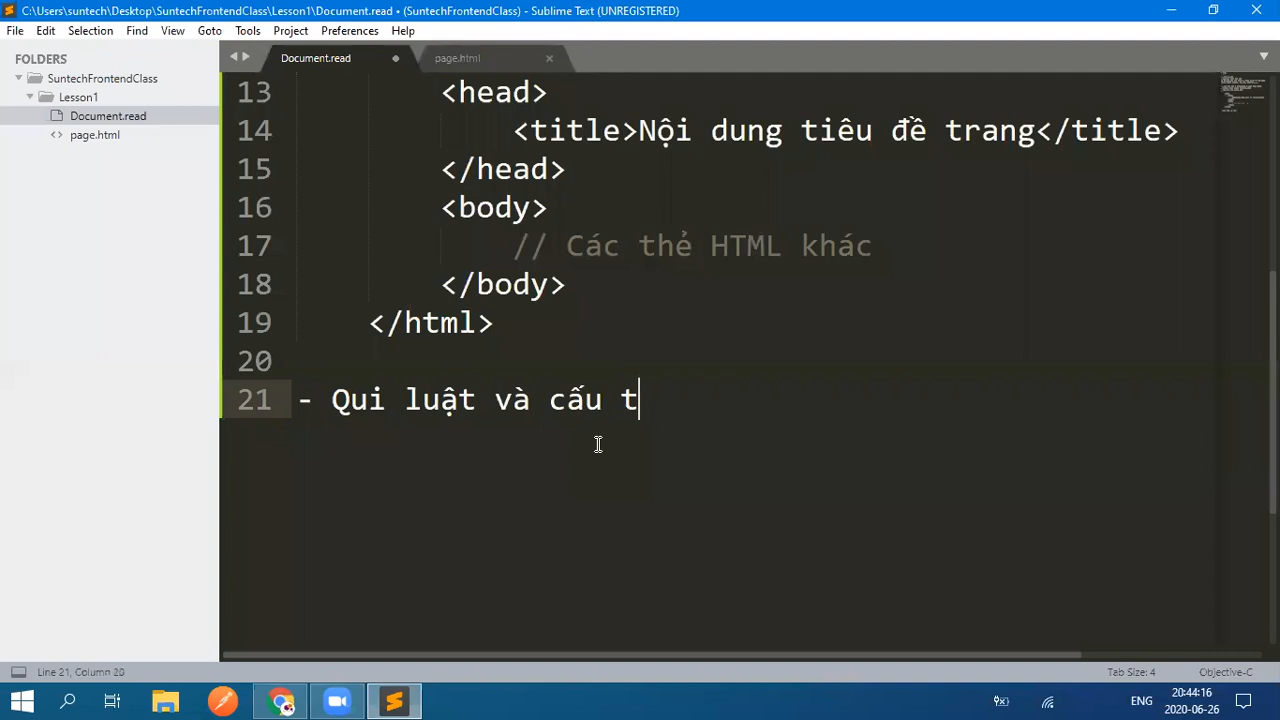 C:\Users\suntech\Desktop\SuntechFrontendClass\Lesson1\Document.read • (SuntechFrontendClass) - Sublime Text (UNREGISTERED)
File Edit Selection Find View Goto Tools Project Preferences Help
FOLDERS
SuntechFrontendClass
Lesson1
Document.read
page.html
Document.read page.html
13 <head>
14 <title>Nội dung tiêu đề trang</title>
15 </head>
16 <body>
17 // Các thẻ HTML khác
18 </body>
19 </html>
20
21 - Qui luật và cấu t
Line 21, Column 20 Tab Size: 4 Objective-C
ENG
20:44:16
2020-06-26